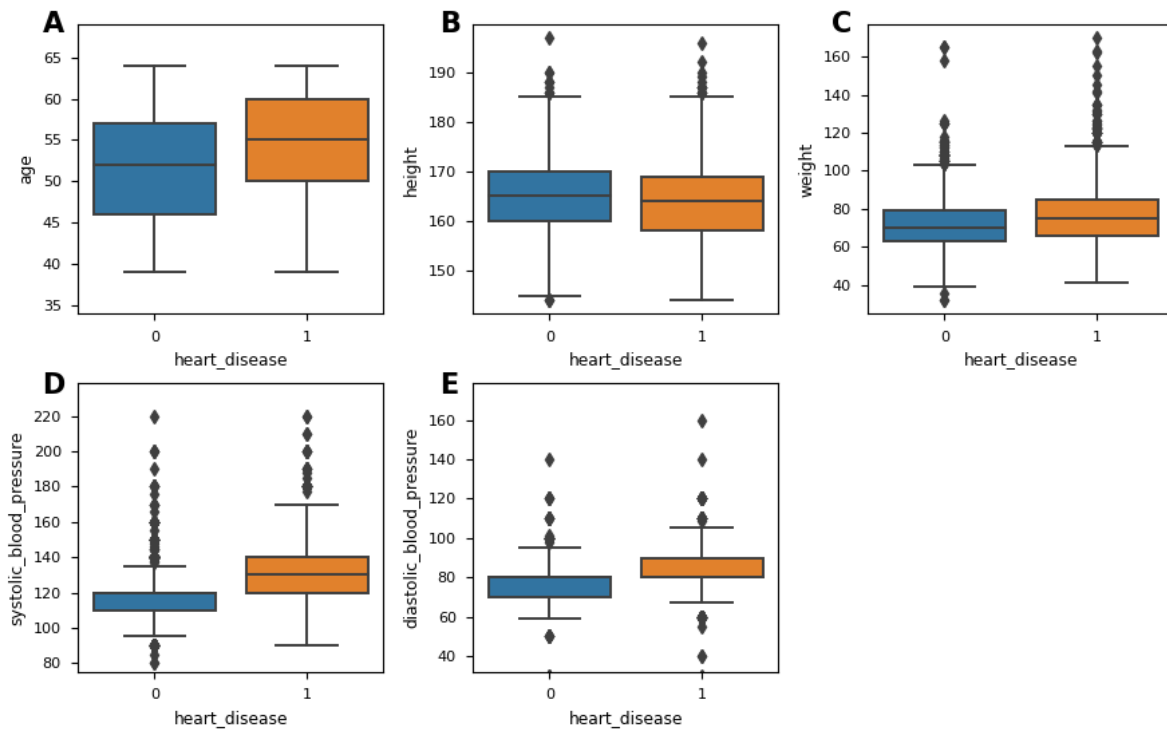 A
age
65
60
55
50
45
40
35
0
1
heart_disease
B
height
190
180
170
160
150
0
1
heart_disease
C
weight
160
140
120
100
80
60
40
0
1
heart_disease
D
systolic_blood_pressure
220
200
180
160
140
120
100
80
0
1
heart_disease
E
diastolic_blood_pressure
160
140
120
100
80
60
40
0
1
heart_disease